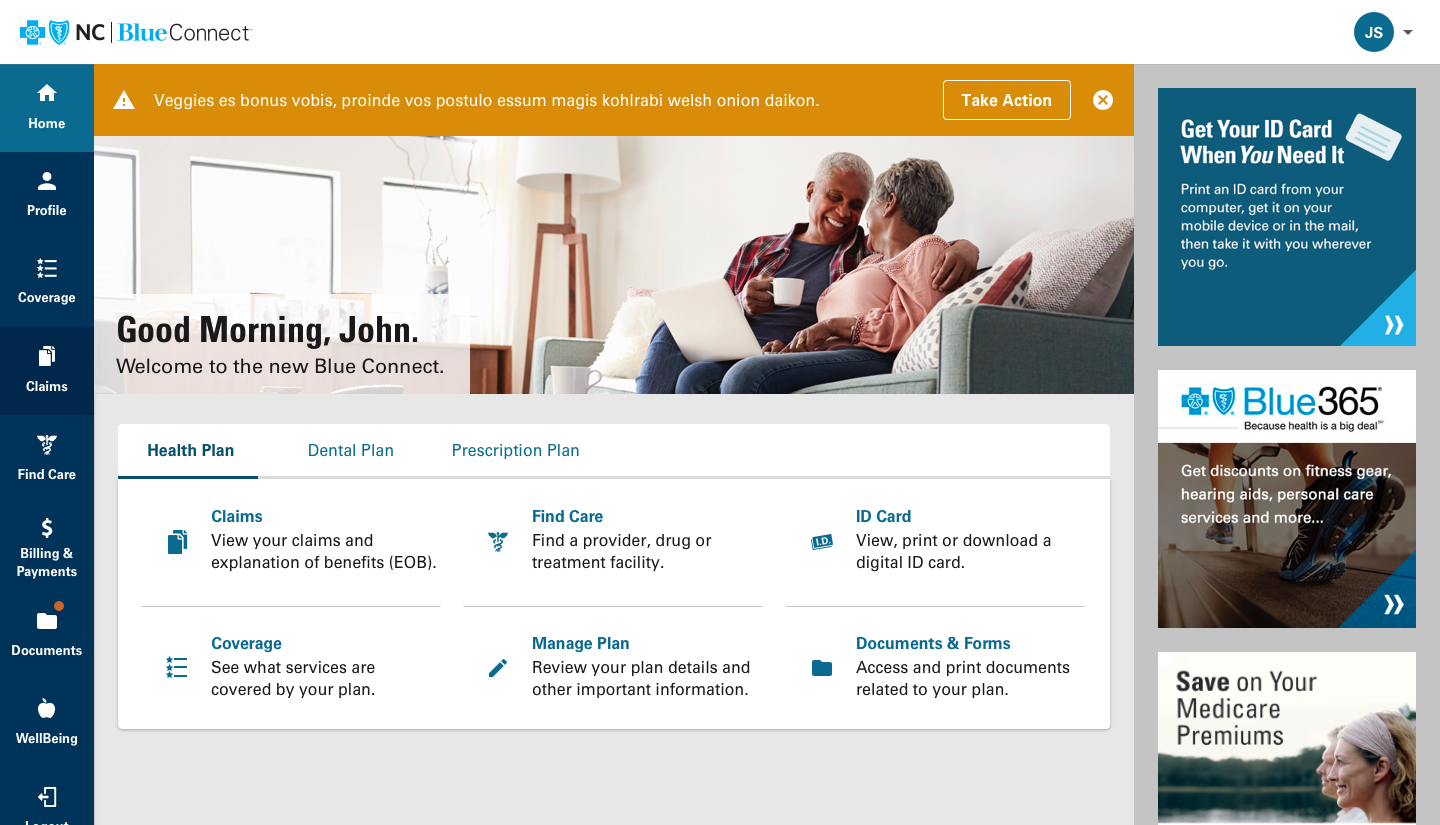 NC | BlueConnect
JS
Home
Profile
Coverage
Claims
Find Care
Billing &
Payments
Documents
WellBeing
Logout
Veggies es bonus vobis, proinde vos postulo essum magis kohlrabi welsh onion daikon.
Take Action
Good Morning, John.
Welcome to the new Blue Connect.
Health Plan
Dental Plan
Prescription Plan
Claims
View your claims and
explanation of benefits (EOB).
Find Care
Find a provider, drug or
treatment facility.
ID Card
View, print or download a
digital ID card.
I.D.
Coverage
See what services are
covered by your plan.
Manage Plan
Review your plan details and
other important information.
Documents & Forms
Access and print documents
related to your plan.
Get Your ID Card
When You Need It
Print an ID card from your
computer, get it on your
mobile device or in the mail,
then take it with you wherever
you go.
Blue365®
Because health is a big deal℠
Get discounts on fitness gear,
hearing aids, personal care
services and more...
Save on Your
Medicare
Premiums